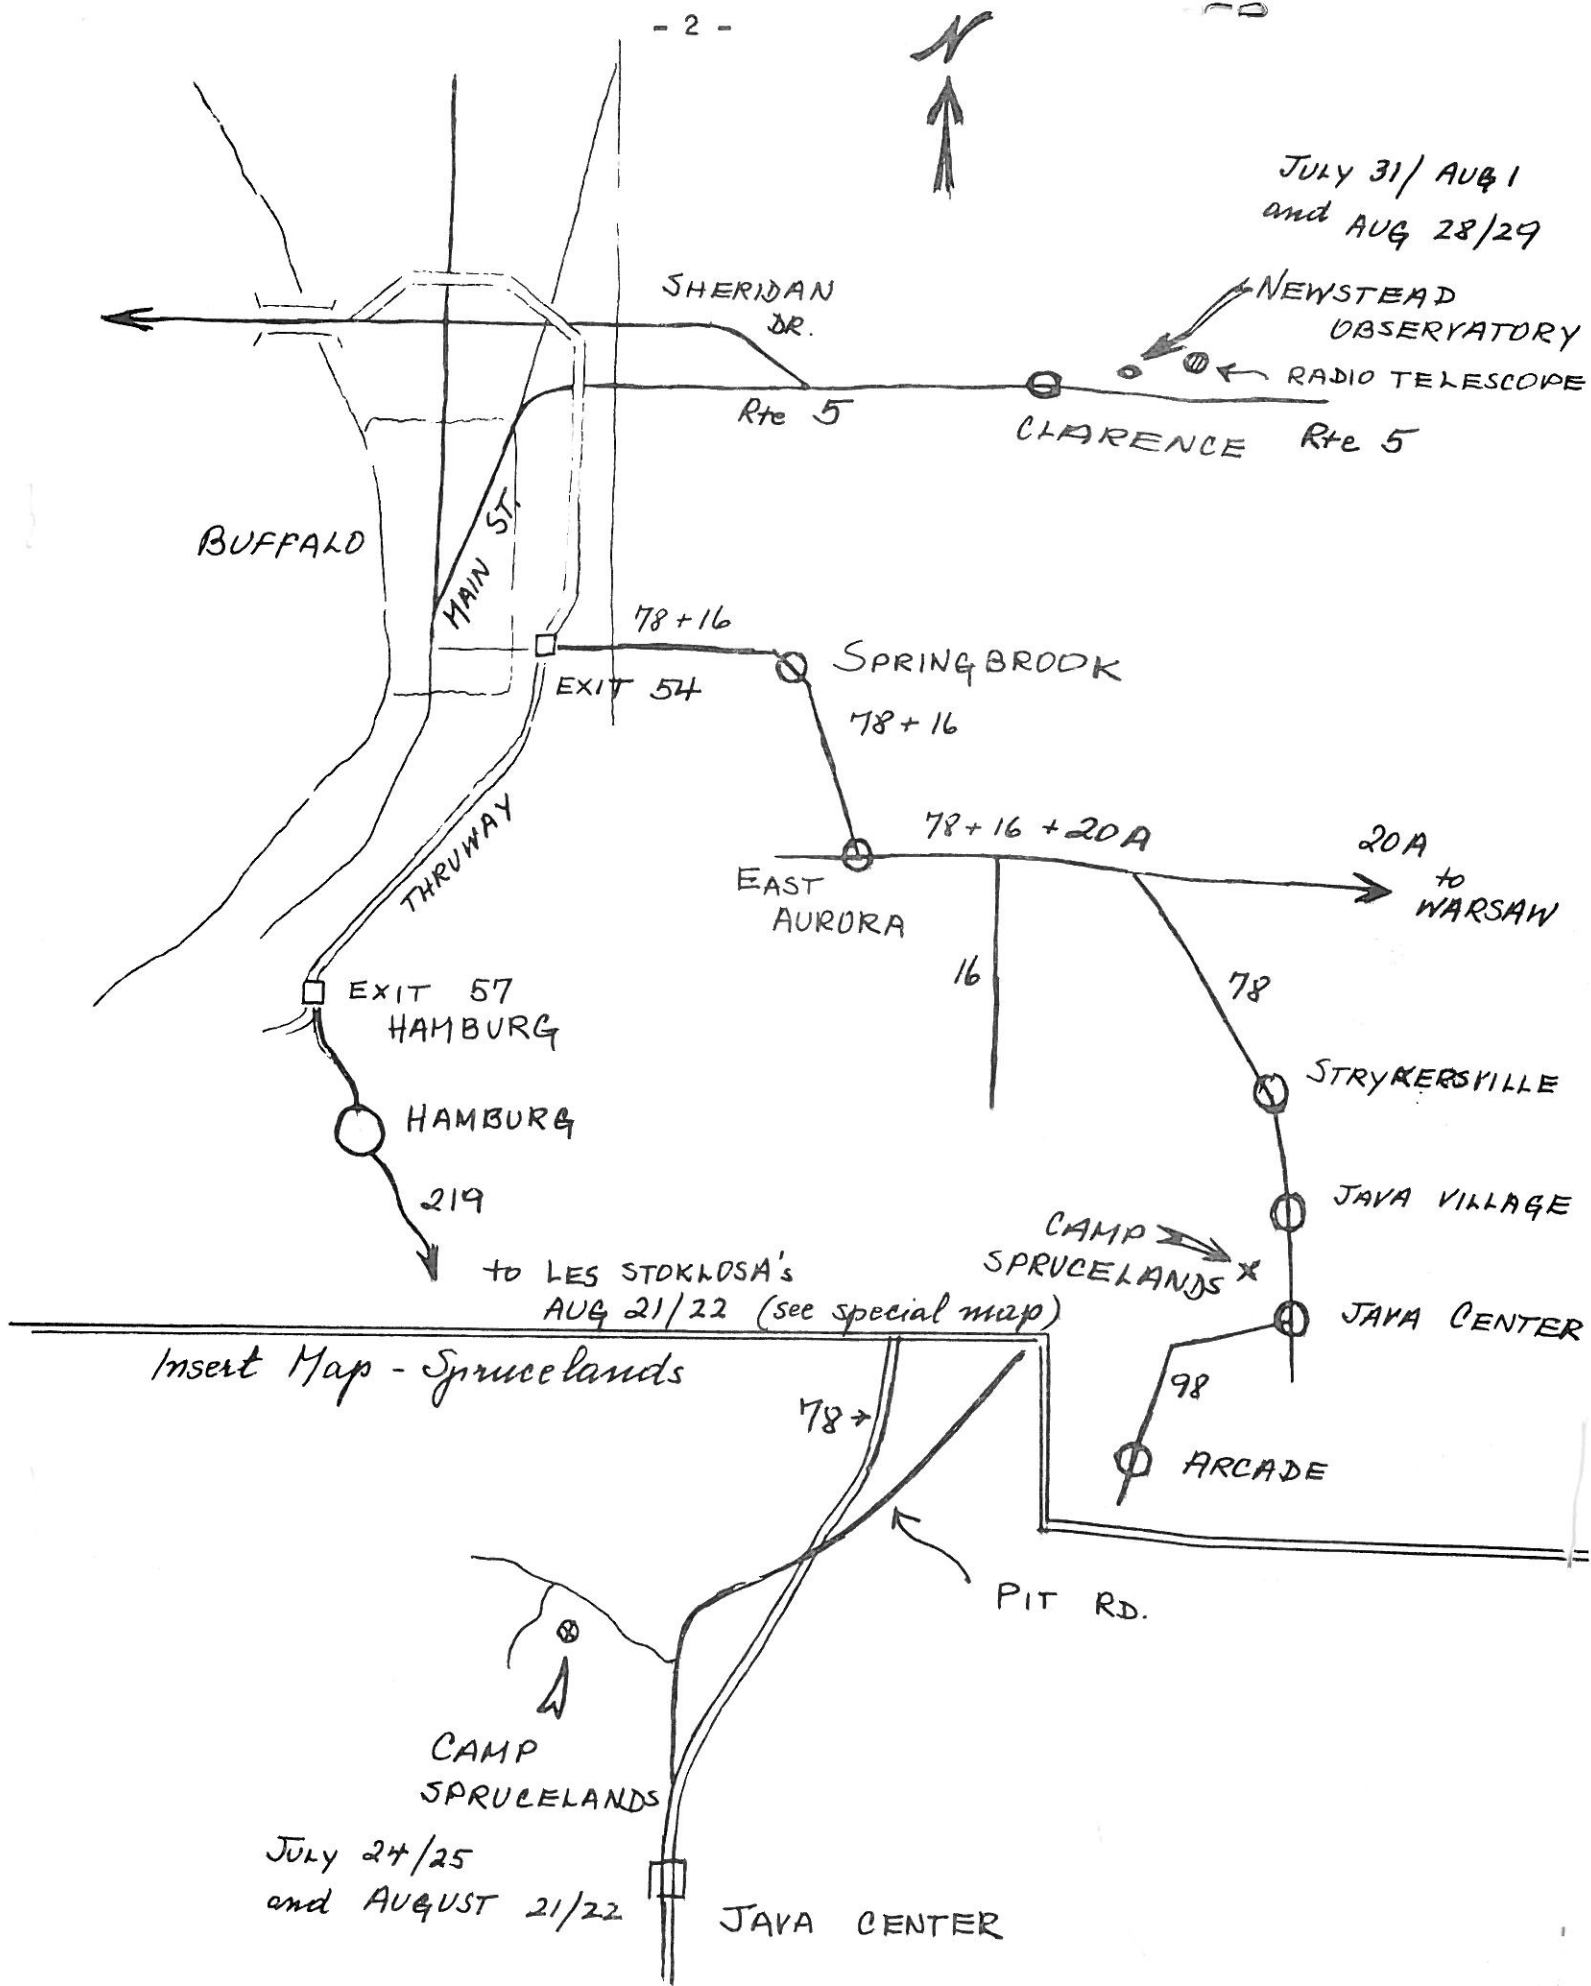 - 2 -
N
JULY 31/ AUG 1
and AUG 28/29
SHERIDAN
DR.
NEWSTEAD
OBSERVATORY
RADIO TELESCOPE
Rte 5
CLARENCE
Rte 5
BUFFALO
MAIN ST.
78+16
SPRINGBROOK
EXIT 54
78+16
THRUWAY
78+16+20A
20A
to
WARSAW
EAST
AURORA
16
78
EXIT 57
HAMBURG
STRYKERSVILLE
HAMBURG
219
JAVA VILLAGE
CAMP
SPRUCELANDS
to LES STOKLOSA's
AUG 21/22 (see special map)
JAVA CENTER
Insert Map - Sprucelands
98
78
ARCADE
PIT RD.
CAMP
SPRUCELANDS
JULY 24/25
and AUGUST 21/22
JAVA CENTER